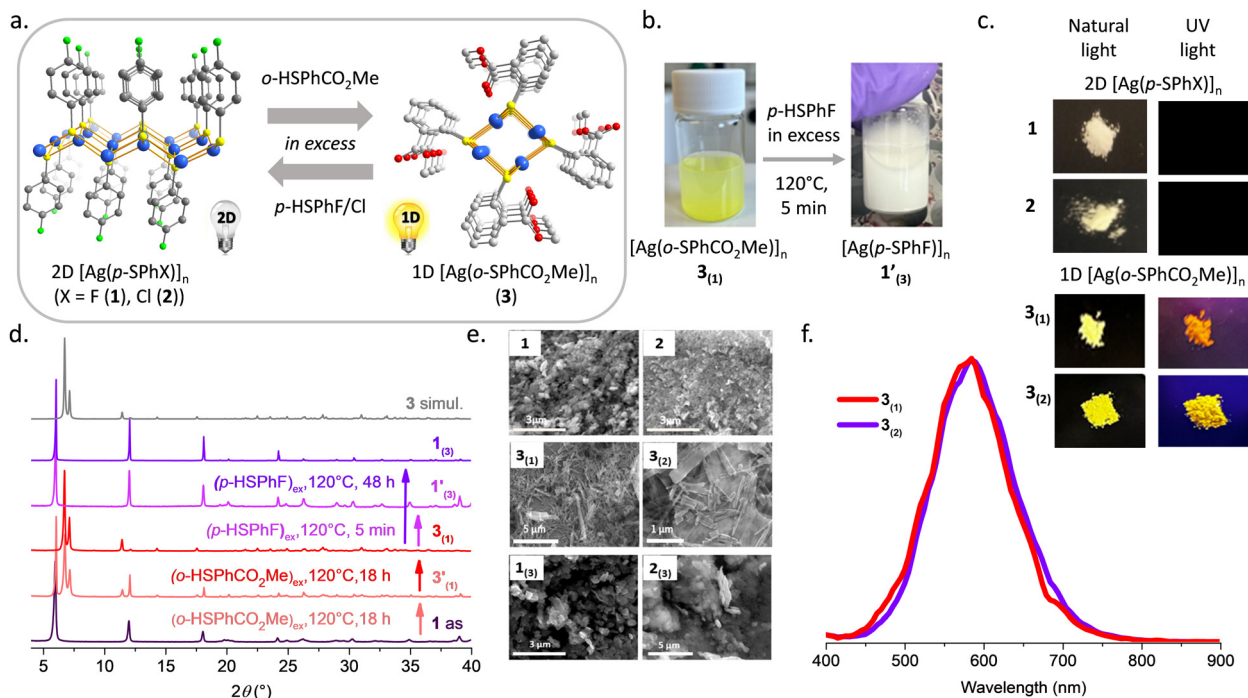 a.
o-HSPhCO2Me
in excess
p-HSPhF/Cl
2D
1D
2D [Ag(p-SPhX)]n
(X = F (1), Cl (2))
1D [Ag(o-SPhCO2Me)]n
(3)
b.
p-HSPhF
in excess
120°C,
5 min
[Ag(o-SPhCO2Me)]n
3(1)
[Ag(p-SPhF)]n
1'(3)
c.
Natural
light
UV
light
2D [Ag(p-SPhX)]n
1
2
1D [Ag(o-SPhCO2Me)]n
3(1)
3(2)
d.
3 simul.
1(3)
(p-HSPhF)ex,120°C, 48 h
1'(3)
(p-HSPhF)ex,120°C, 5 min
3(1)
(o-HSPhCO2Me)ex,120°C,18 h
3'(1)
(o-HSPhCO2Me)ex,120°C,18 h
1 as
5 10 15 20 25 30 35 40
2θ (°)
e.
1
3µm
2
3µm
3(1)
5 µm
3(2)
1 µm
1(3)
3 µm
2(3)
5 µm
f.
3(1)
3(2)
400 500 600 700 800 900
Wavelength (nm)